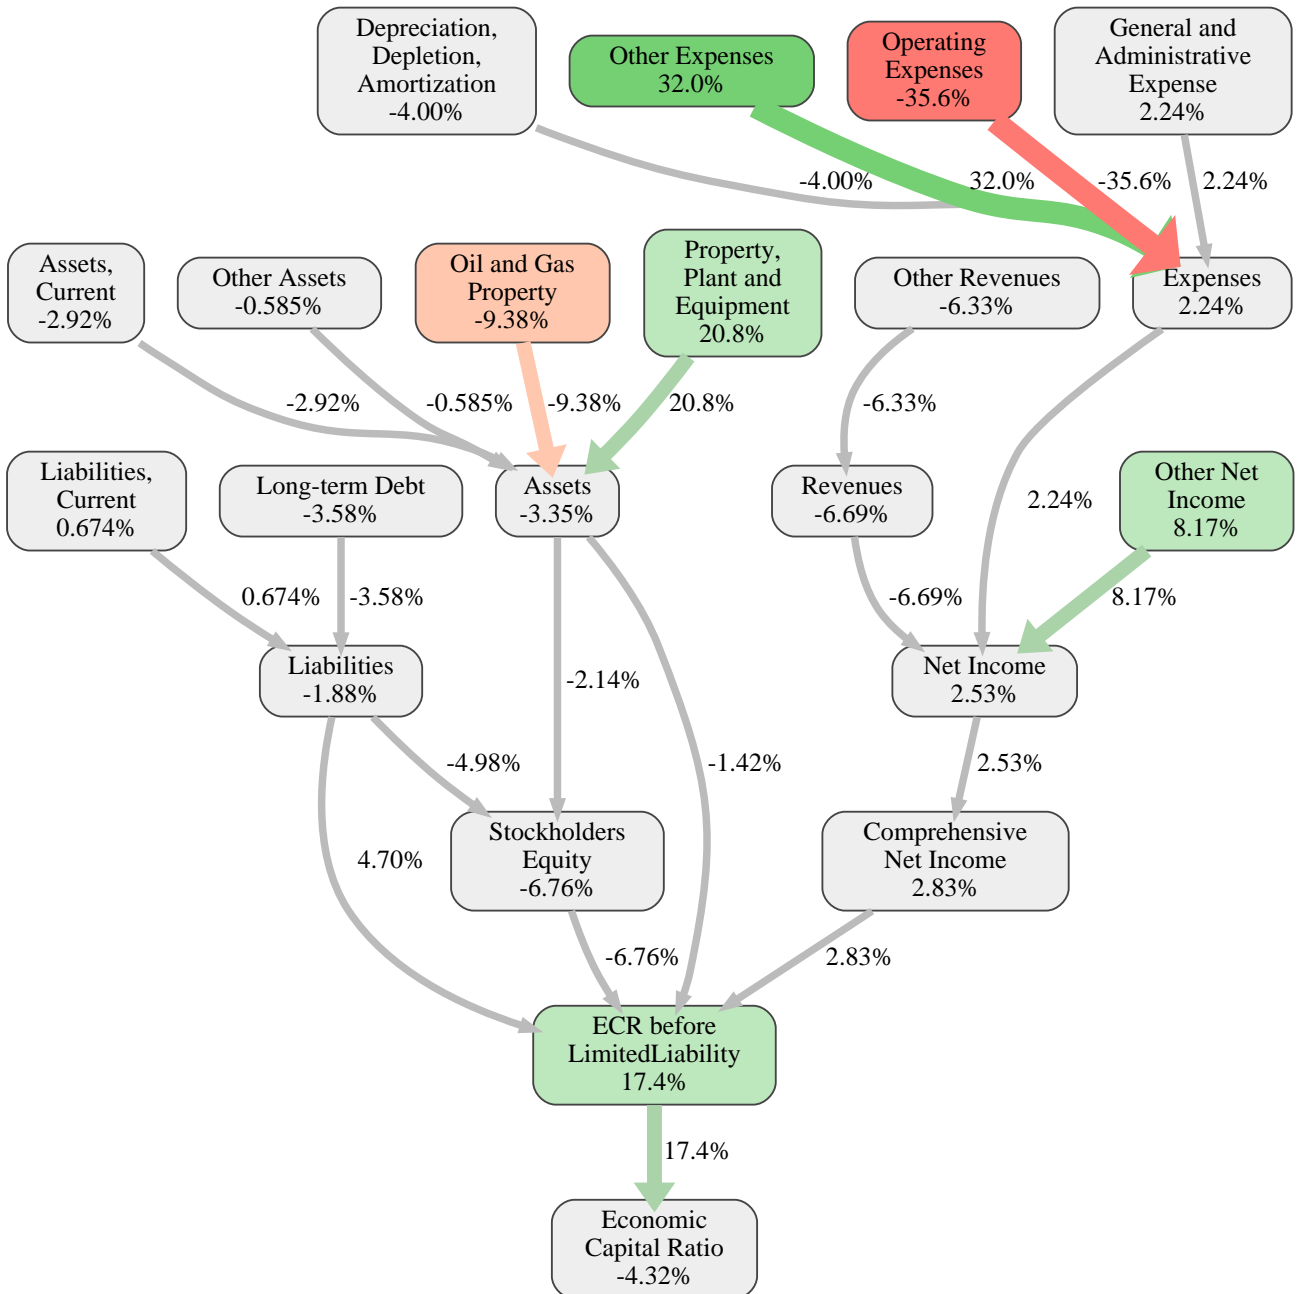 Depreciation,
Depletion,
Amortization
-4.00%
Other Expenses
32.0%
Operating
Expenses
-35.6%
General and
Administrative
Expense
2.24%
-4.00%
32.0%
-35.6%
2.24%
Assets,
Current
-2.92%
Other Assets
-0.585%
Oil and Gas
Property
-9.38%
Property,
Plant and
Equipment
20.8%
Other Revenues
-6.33%
Expenses
2.24%
-2.92%
-0.585%
-9.38%
20.8%
-6.33%
Liabilities,
Current
0.674%
Long-term Debt
-3.58%
Assets
-3.35%
Revenues
-6.69%
2.24%
Other Net
Income
8.17%
0.674%
-3.58%
-6.69%
8.17%
Liabilities
-1.88%
-2.14%
Net Income
2.53%
-4.98%
-1.42%
2.53%
4.70%
Stockholders
Equity
-6.76%
Comprehensive
Net Income
2.83%
-6.76%
2.83%
ECR before
LimitedLiability
17.4%
17.4%
Economic
Capital Ratio
-4.32%